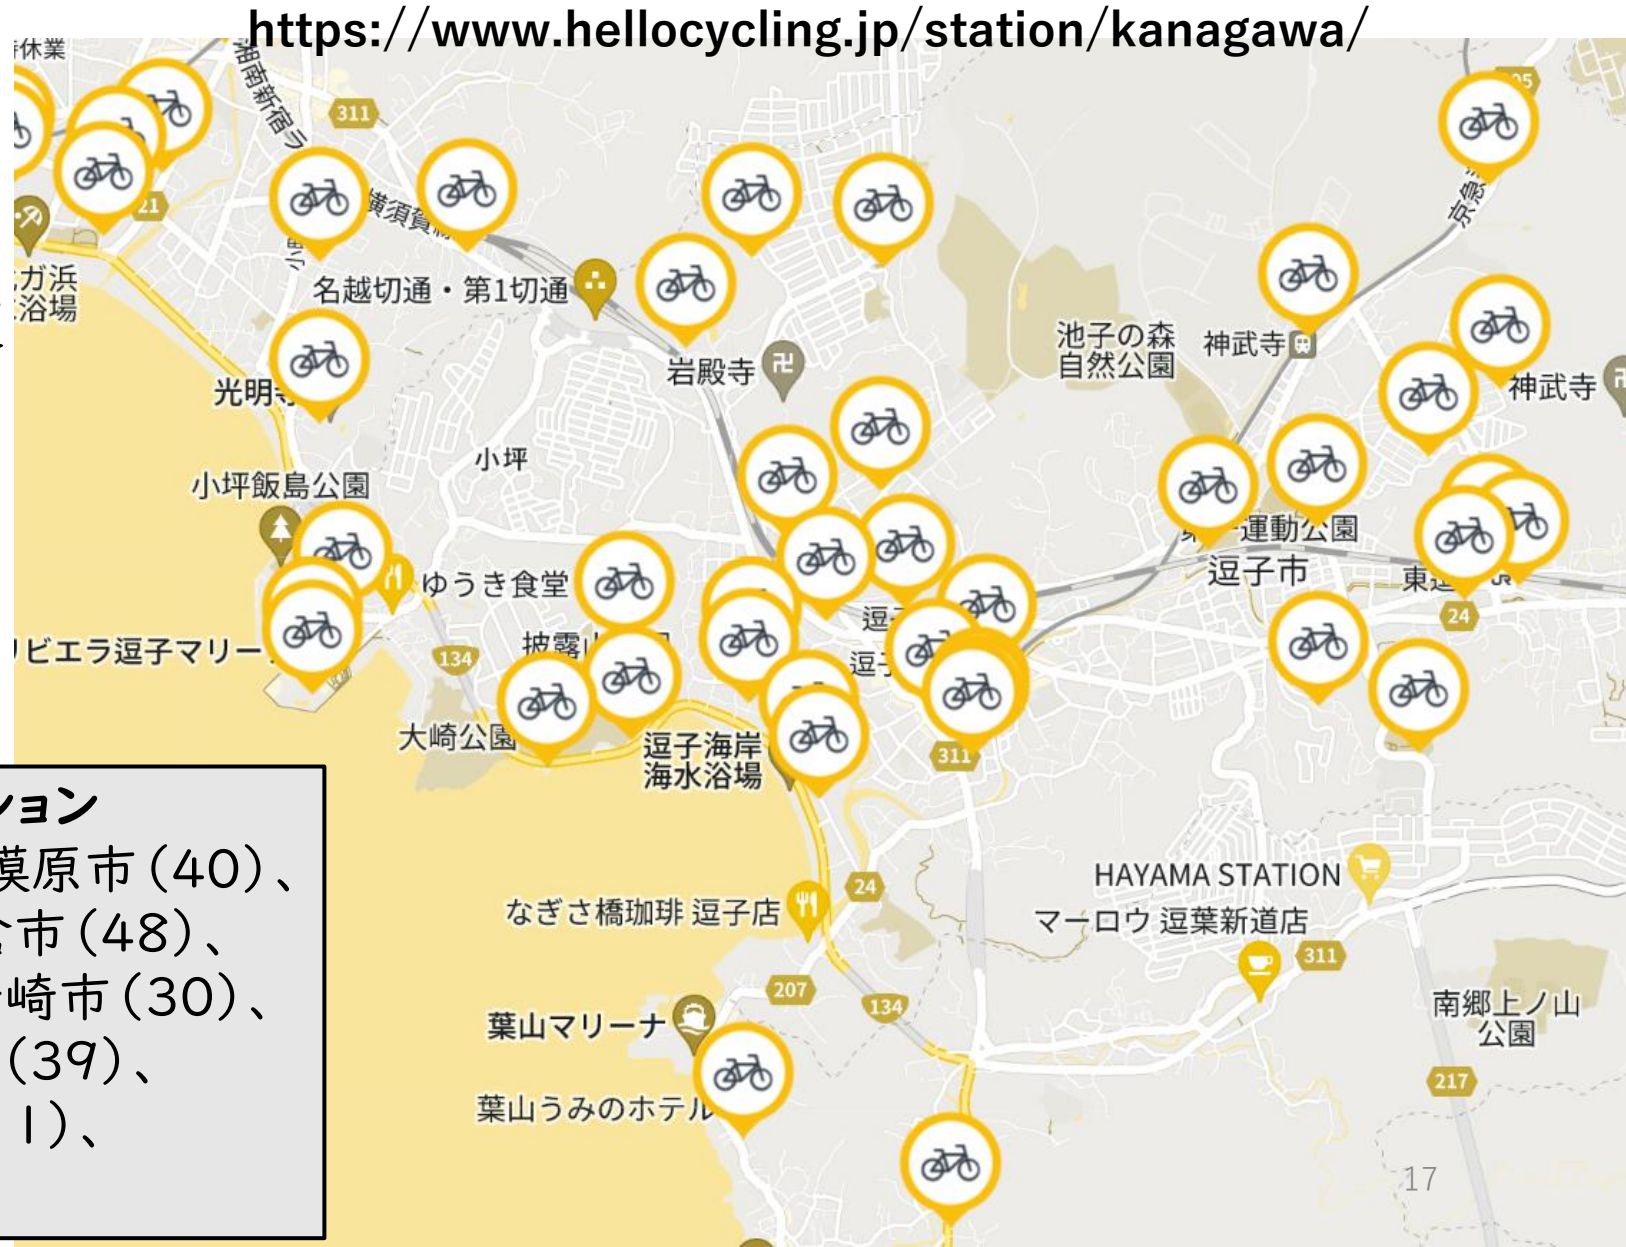 https://www.hellocycling.jp/station/kanagawa/
休業
湘南新宿ラ
311
21
横須賀
ガ浜
浴場
名越切通・第1切通
京急
池子の森
自然公園
神武寺
岩殿寺
神武寺
光明寺
小坪
小坪飯島公園
運動公園
逗子市
ゆうき食堂
24
リビエラ逗子マリー
134
披露山
逗子
大崎公園
逗子海岸
海水浴場
311
ション
模原市(40)、
倉市(48)、
崎市(30)、
(39)、
1)、
HAYAMA STATION
24
なぎさ橋珈琲 逗子店
マーロウ 逗葉新道店
311
207
134
南郷上ノ山
公園
葉山マリーナ
217
葉山うみのホテル
17